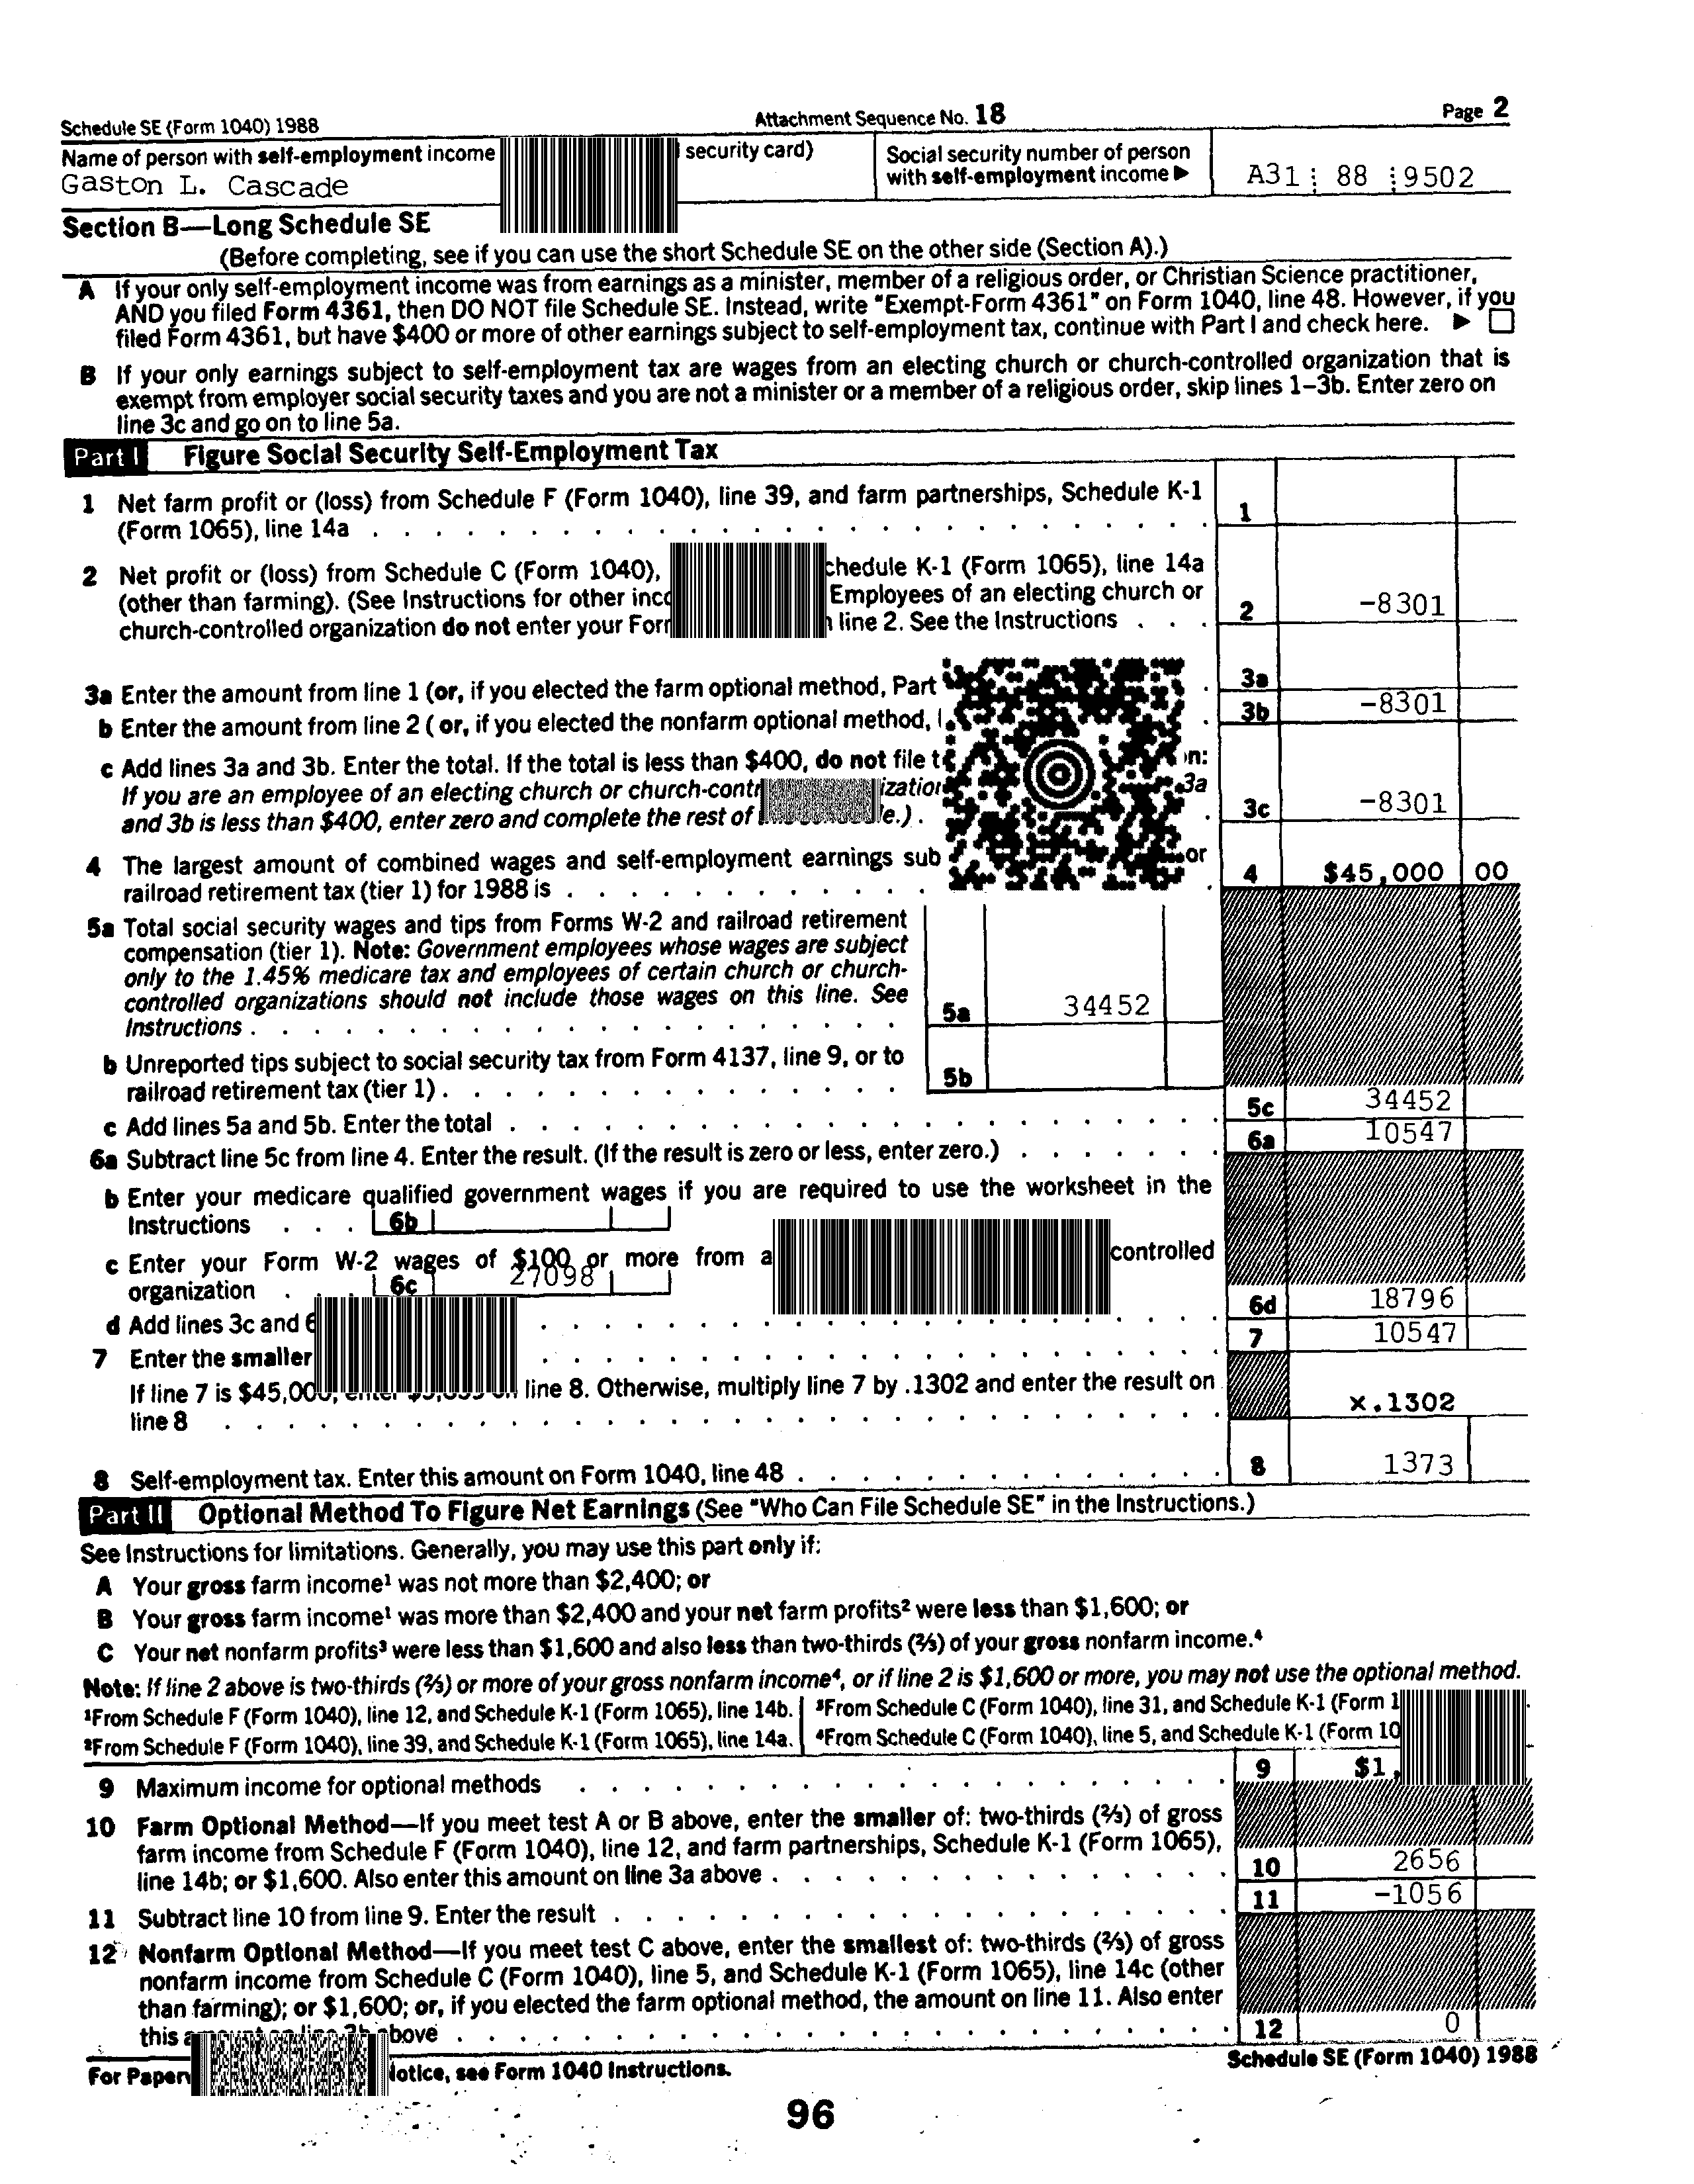 Schedule SE (Form 1040) 1988 Attachment Sequence No. 18 Page 2
Name of person with self-employment income security card) Social security number of person
with self-employment income ▶ A31 88 9502
Gaston L. Cascade
Section B—Long Schedule SE
(Before completing, see if you can use the short Schedule SE on the other side (Section A).)
A If your only self-employment income was from earnings as a minister, member of a religious order, or Christian Science practitioner,
AND you filed Form 4361, then DO NOT file Schedule SE. Instead, write "Exempt-Form 4361" on Form 1040, line 48. However, if you
filed Form 4361, but have $400 or more of other earnings subject to self-employment tax, continue with Part I and check here. ▶
B If your only earnings subject to self-employment tax are wages from an electing church or church-controlled organization that is
exempt from employer social security taxes and you are not a minister or a member of a religious order, skip lines 1–3b. Enter zero on
line 3c and go on to line 5a.
Part I Figure Social Security Self-Employment Tax
1 Net farm profit or (loss) from Schedule F (Form 1040), line 39, and farm partnerships, Schedule K-1
(Form 1065), line 14a 1
2 Net profit or (loss) from Schedule C (Form 1040), K-1 (Form 1065), line 14a
(other than farming). (See Instructions for other Employees of an electing church or
church-controlled organization do not enter your line 2. See the Instructions 2 -8301
3a Enter the amount from line 1 (or, if you elected the farm optional method, Part 3a
b Enter the amount from line 2 ( or, if you elected the nonfarm optional method, 3b -8301
c Add lines 3a and 3b. Enter the total. If the total is less than $400, do not file
If you are an employee of an electing church or 3a
and 3b is less than $400, enter zero and complete the rest of 3c -8301
4 The largest amount of combined wages and self-employment earnings or
railroad retirement tax (tier 1) for 1988 is 4 $45,000 00
5a Total social security wages and tips from Forms W-2 and railroad retirement
compensation (tier 1). Note: Government employees whose wages are subject
only to the 1.45% medicare tax and employees of certain church or church-
controlled organizations should not include those wages on this line. See
Instructions 5a 34452
b Unreported tips subject to social security tax from Form 4137, line 9, or to
railroad retirement tax (tier 1) 5b
c Add lines 5a and 5b. Enter the total 5c 34452
6a Subtract line 5c from line 4. Enter the result. (If the result is zero or less, enter zero.) 6a 10547
b Enter your medicare qualified government wages if you are required to use the worksheet in the
Instructions 6b
c Enter your Form W-2 wages of $100 or more from controlled
organization 6c 27098
d Add lines 3c and 6d 18796
7 Enter the smaller 7 10547
If line 7 is line 8. Otherwise, multiply line 7 by .1302 and enter the result on
line 8 x.1302
8 Self-employment tax. Enter this amount on Form 1040, line 48 8 1373
Part II Optional Method To Figure Net Earnings (See "Who Can File Schedule SE" in the Instructions.)
See Instructions for limitations. Generally, you may use this part only if:
A Your gross farm income¹ was not more than $2,400; or
B Your gross farm income¹ was more than $2,400 and your net farm profits² were less than $1,600; or
C Your net nonfarm profits³ were less than $1,600 and also less than two-thirds (⅔) of your gross nonfarm income.⁴
Note: If line 2 above is two-thirds (⅔) or more of your gross nonfarm income⁴, or if line 2 is $1,600 or more, you may not use the optional method.
¹From Schedule F (Form 1040), line 12, and Schedule K-1 (Form 1065), line 14b. ³From Schedule C (Form 1040), line 31, and Schedule K-1 (Form
²From Schedule F (Form 1040), line 39, and Schedule K-1 (Form 1065), line 14a. ⁴From Schedule C (Form 1040), line 5, and Schedule K-1 (Form
9 Maximum income for optional methods 9
10 Farm Optional Method—If you meet test A or B above, enter the smaller of: two-thirds (⅔) of gross
farm income from Schedule F (Form 1040), line 12, and farm partnerships, Schedule K-1 (Form 1065),
line 14b; or $1,600. Also enter this amount on line 3a above 10 2656
11 Subtract line 10 from line 9. Enter the result 11 -1056
12 Nonfarm Optional Method—If you meet test C above, enter the smallest of: two-thirds (⅔) of gross
nonfarm income from Schedule C (Form 1040), line 5, and Schedule K-1 (Form 1065), line 14c (other
than farming); or $1,600; or, if you elected the farm optional method, the amount on line 11. Also enter
this 12 0
For see Form 1040 Instructions. Schedule SE (Form 1040) 1988
96